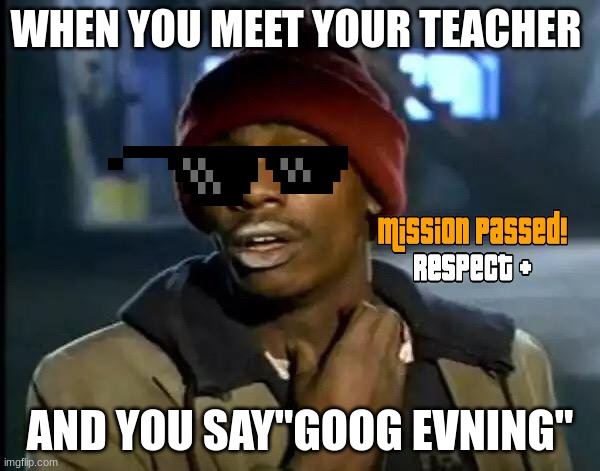 WHEN YOU MEET YOUR TEACHER
mission passed!
RESPECT +
AND YOU SAY"GOOG EVNING"
imgflip.com